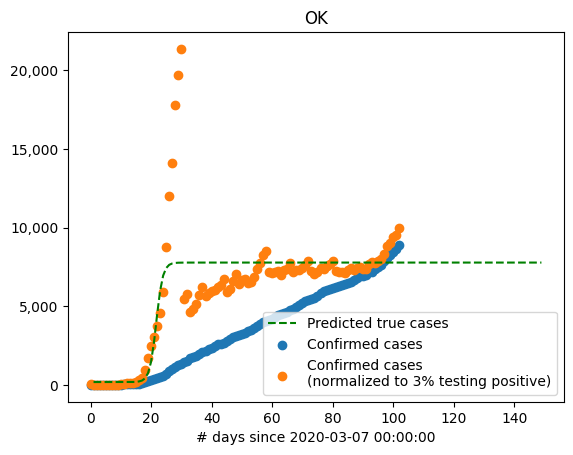 OK
20,000
15,000
10,000
5,000
0
Predicted true cases
Confirmed cases
Confirmed cases
(normalized to 3% testing positive)
0 20 40 60 80 100 120 140
# days since 2020-03-07 00:00:00